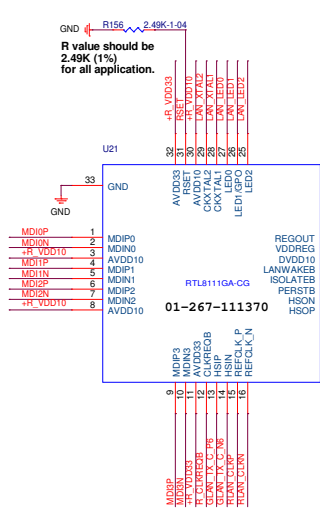 GND R156 2.49K-1-04
R value should be
2.49K (1%)
for all application.
+R_VDD33
RSET
+R_VDD10
LAN_XTAL2
LAN_XTAL1
LAN_LED0
LAN_LED1
LAN_LED2
U21
32
31
30
29
28
27
26
25
AVDD33
RSET
AVDD10
CKXTAL2
CKXTAL1
LED0
LED1/GPO
LED2
33 GND
GND
MDI0P 1 MDIP0
MDI0N 2 MDIN0
+R_VDD10 3 AVDD10
MDI1P 4 MDIP1
MDI1N 5 MDIN1
MDI2P 6 MDIP2
MDI2N 7 MDIN2
+R_VDD10 8 AVDD10
REGOUT
VDDREG
DVDD10
LANWAKEB
ISOLATEB
PERSTB
HSON
HSOP
RTL8111GA-CG
01-267-111370
MDIP3
MDIN3
AVDD33
CLKREQB
HSIP
HSIN
REFCLK_P
REFCLK_N
9
10
11
12
13
14
15
16
MDI3P
MDI3N
+R_VDD33
R_CLKREQB
GLAN_TX_C_P6
GLAN_TX_C_N6
RLAN_CLKP
RLAN_CLKN